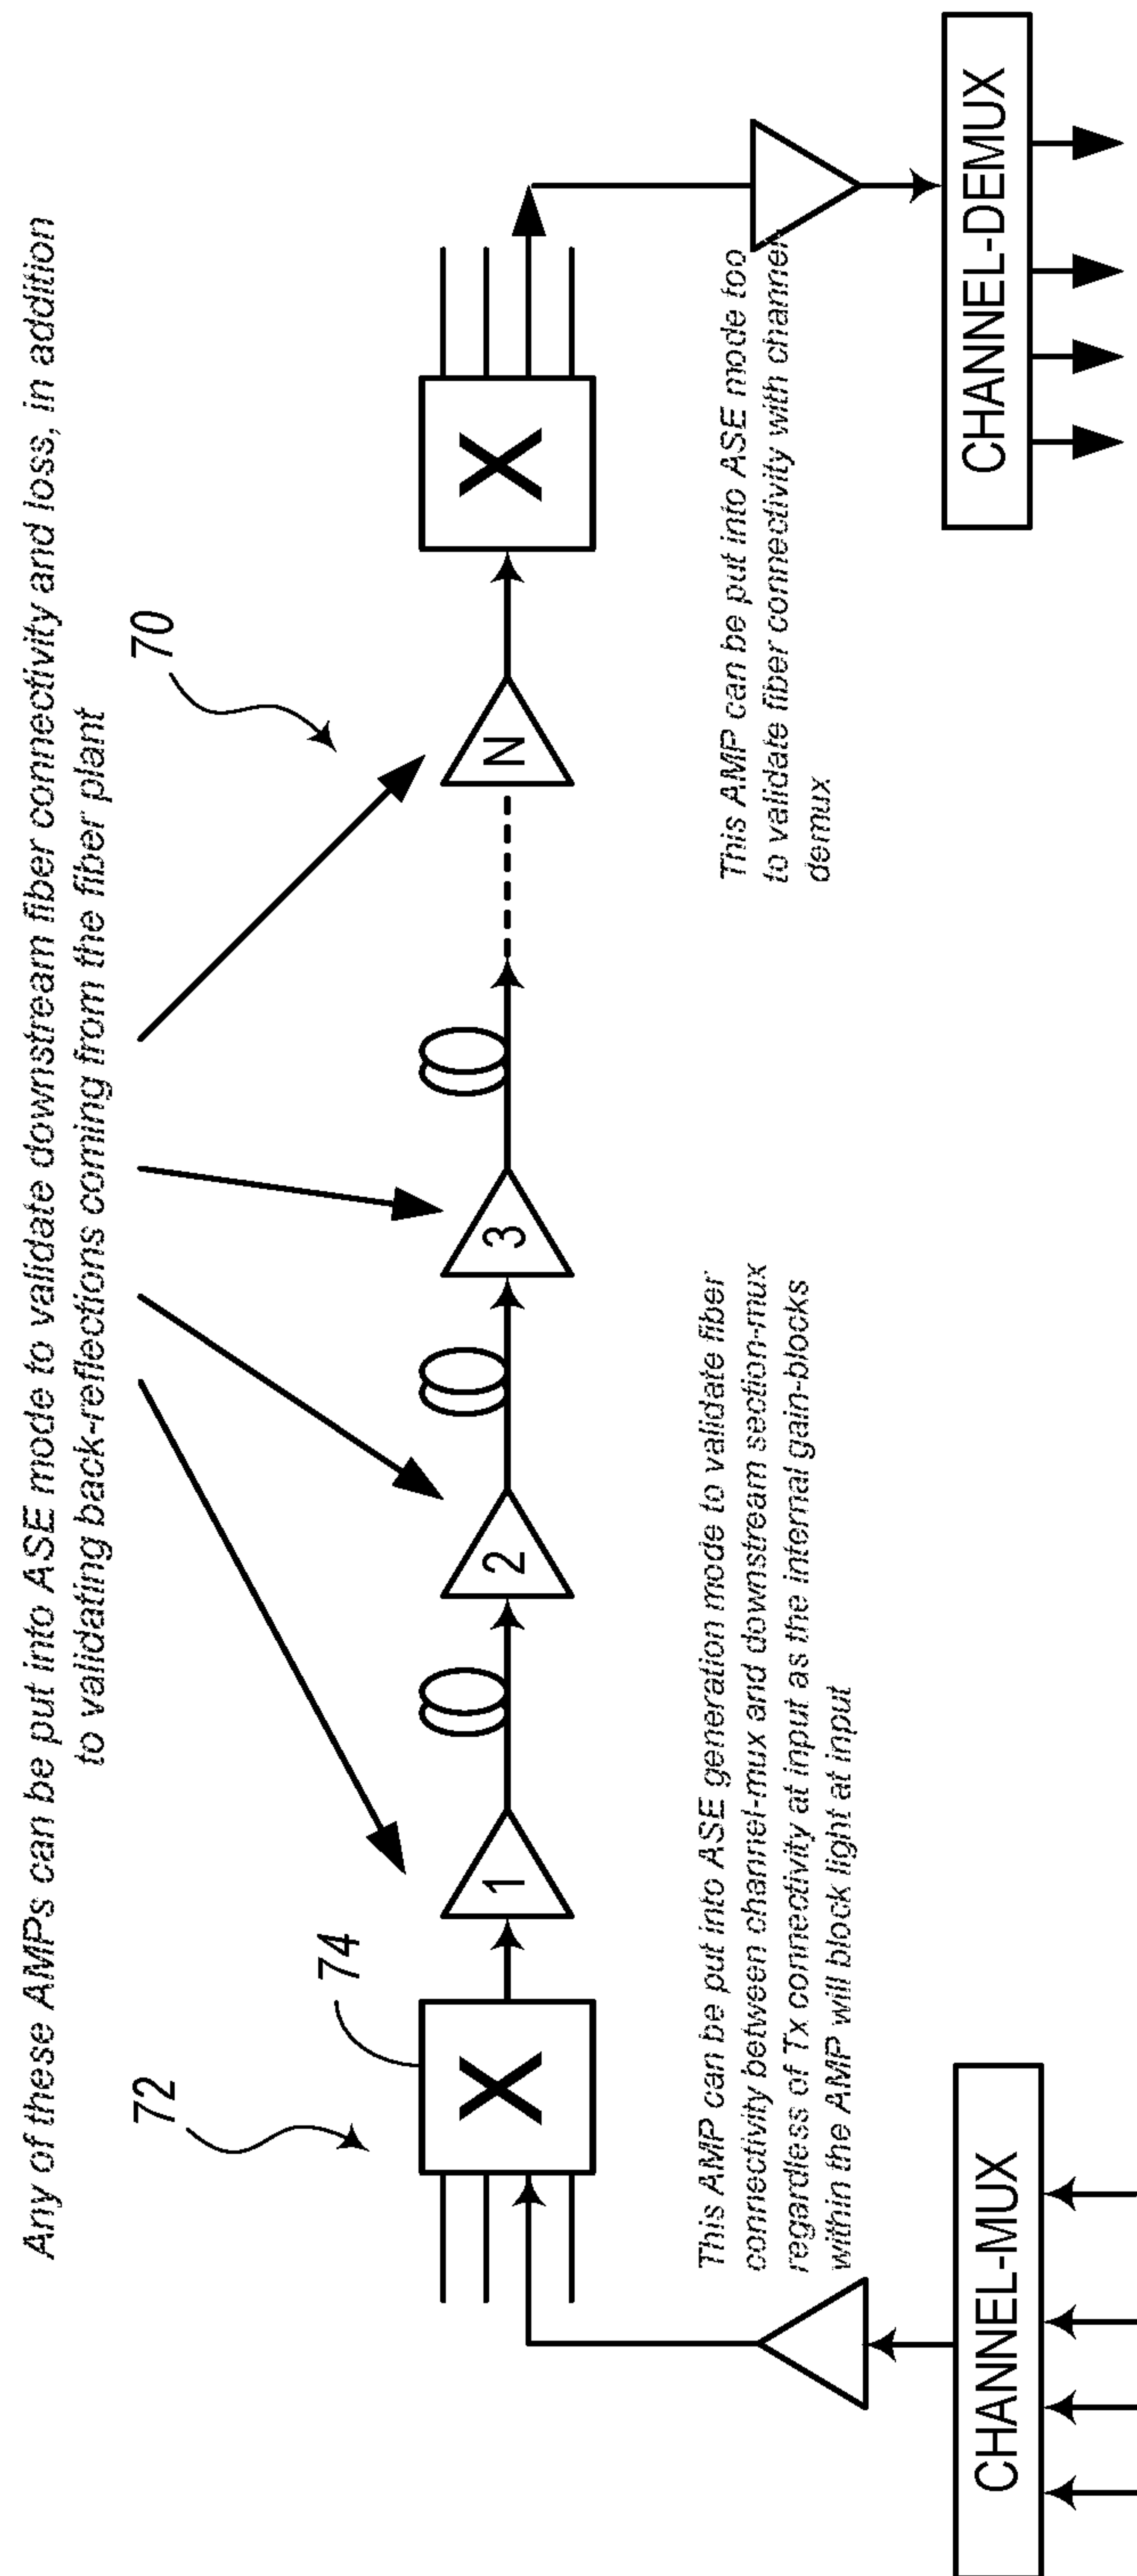 Any of these AMPs can be put into ASE mode to validate downstream fiber connectivity and loss, in addition
to validating back-reflections coming from the fiber plant
70
72
74
X
1
2
3
N
X
This AMP can be put into ASE generation mode to validate fiber
connectivity between channel-mux and downstream section-mux
regardless of Tx connectivity at input as the internal gain-blocks
within the AMP will block light at input
This AMP can be put into ASE mode too
to validate fiber connectivity with channel
demux
CHANNEL-MUX
CHANNEL-DEMUX